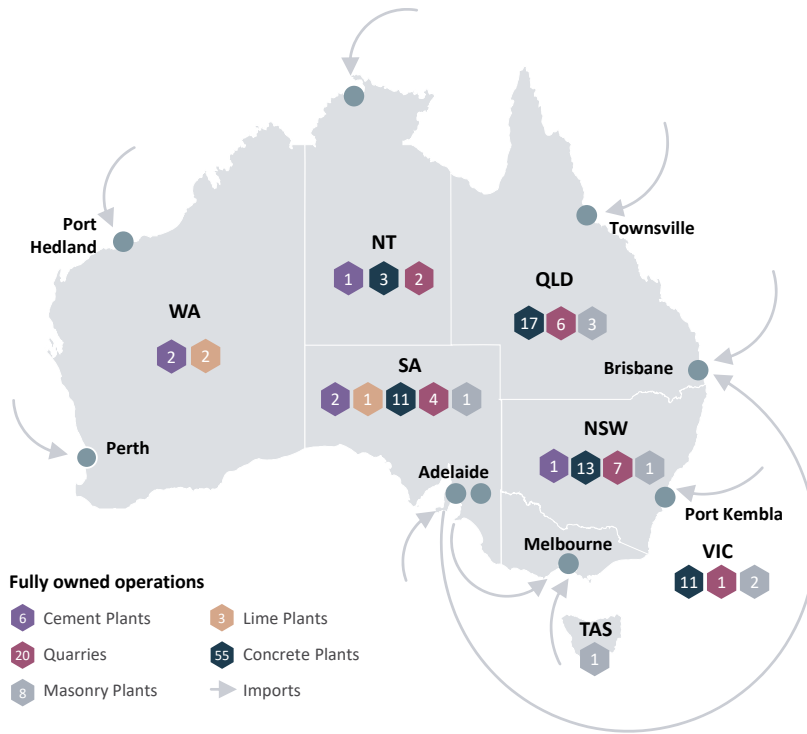 Port
Hedland
Townsville
NT
1 3 2
QLD
17 6 3
WA
2 2
SA
2 1 11 4 1
Brisbane
NSW
1 13 7 1
Perth
Adelaide
Port Kembla
Melbourne
VIC
11 1 2
TAS
1
Fully owned operations
6 Cement Plants
3 Lime Plants
20 Quarries
55 Concrete Plants
8 Masonry Plants
Imports